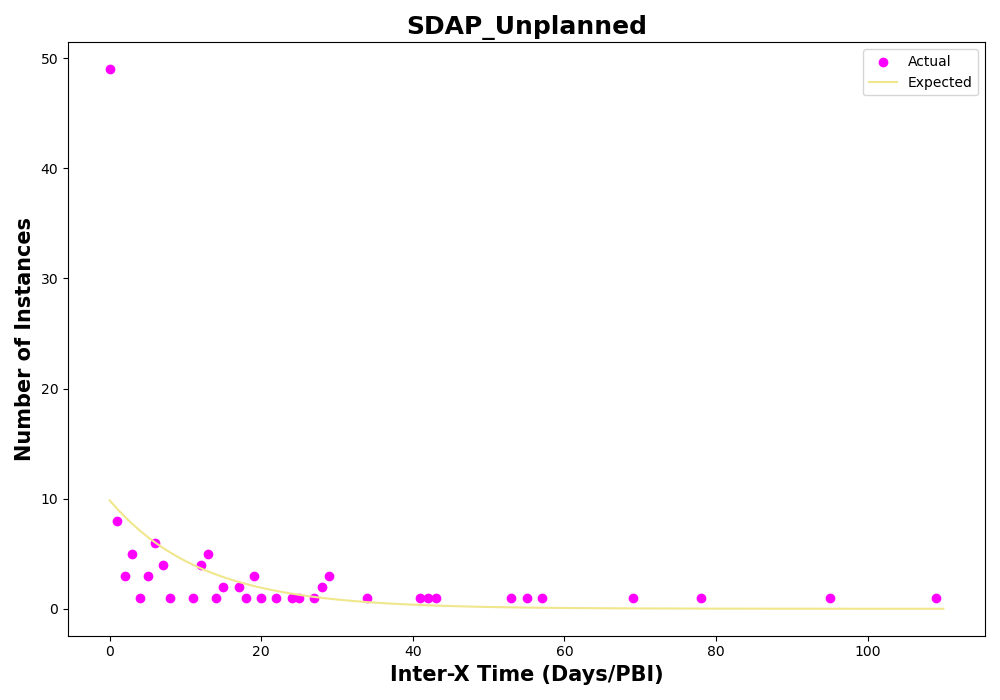 SDAP_Unplanned
Actual
Expected
Number of Instances
50
40
30
20
10
0
0 20 40 60 80 100
Inter-X Time (Days/PBI)